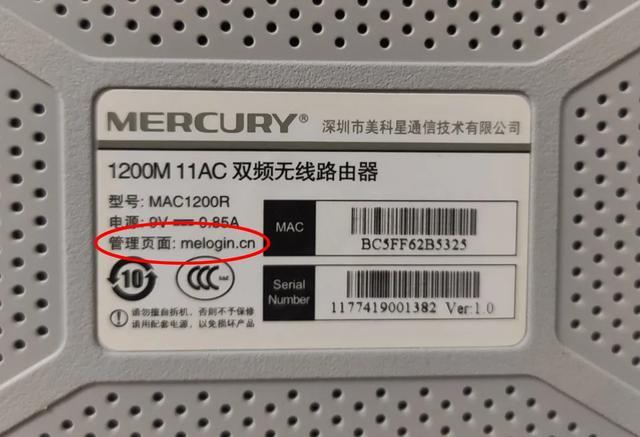 MERCURY® 深圳市美科星通信技术有限公司
1200M 11AC 双频无线路由器
型号: MAC1200R
电源: 9V 0.85A
管理页面: melogin.cn
MAC
BC5FF62B5325
10
CCC S&E
Serial Number
1177419001382 Ver:1.0
请勿擅自拆机，否则不予保修
请用配套电源，以免损坏产品